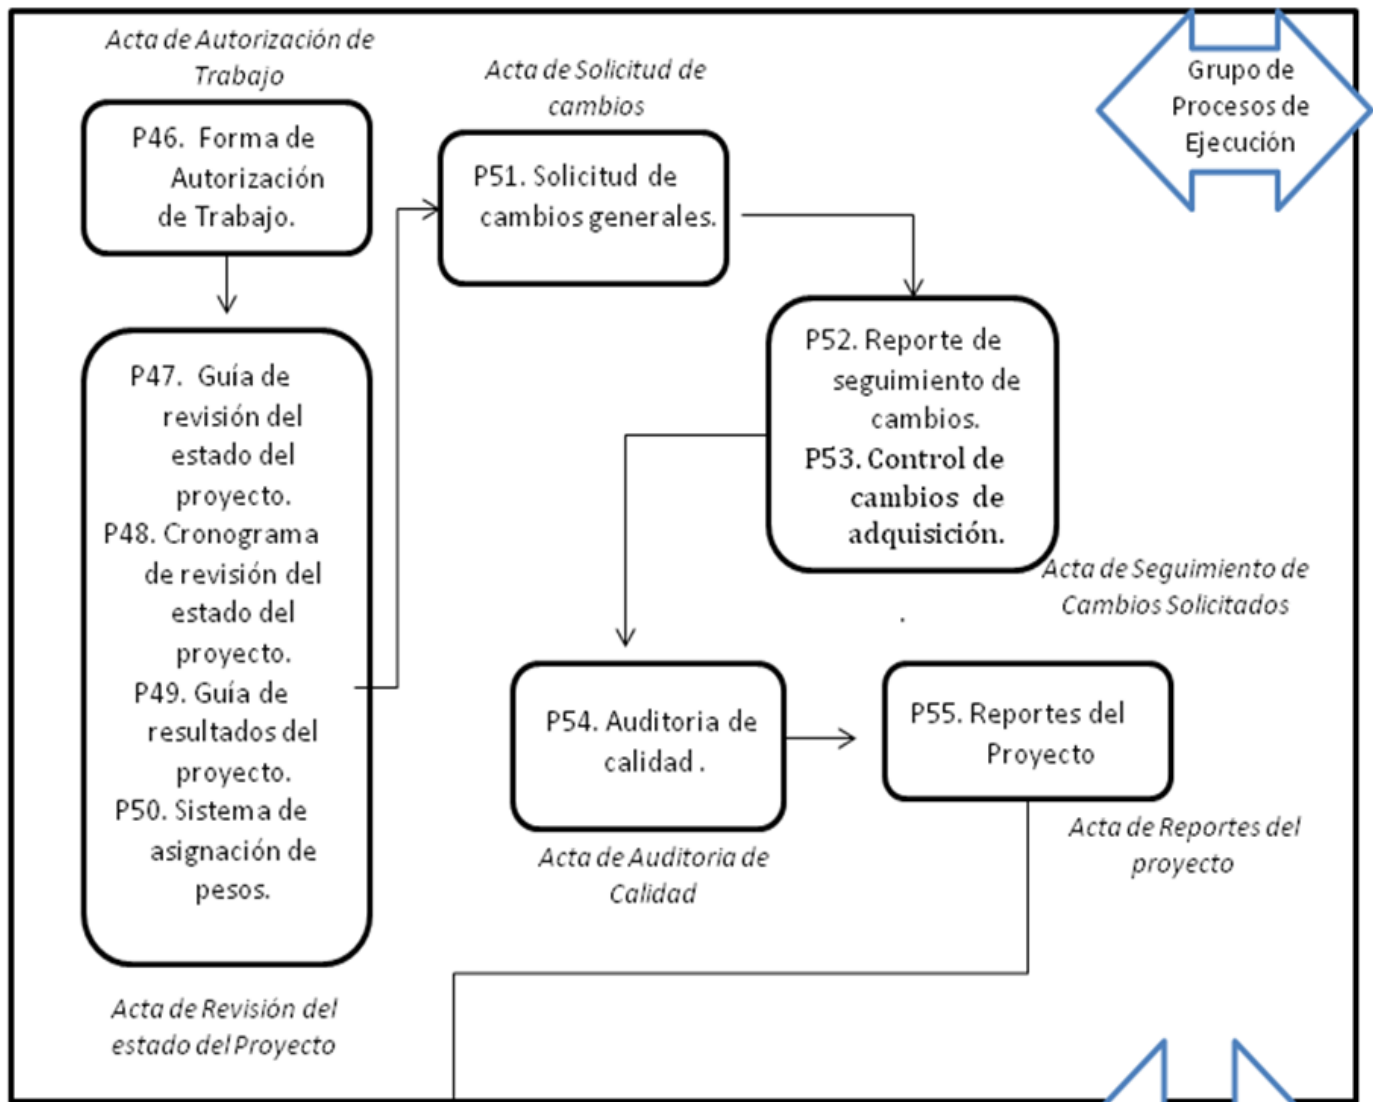 Acta de Autorización de
Trabajo
P46. Forma de
Autorización
de Trabajo.
P47. Guía de
revisión del
estado del
proyecto.
P48. Cronograma
de revisión del
estado del
proyecto.
P49. Guía de
resultados del
proyecto.
P50. Sistema de
asignación de
pesos.
Acta de Revisión del
estado del Proyecto
Acta de Solicitud de
cambios
P51. Solicitud de
cambios generales.
Grupo de
Procesos de
Ejecución
P52. Reporte de
seguimiento de
cambios.
P53. Control de
cambios de
adquisición.
Acta de Seguimiento de
Cambios Solicitados
.
P54. Auditoria de
calidad .
Acta de Auditoria de
Calidad
P55. Reportes del
Proyecto
Acta de Reportes del
proyecto